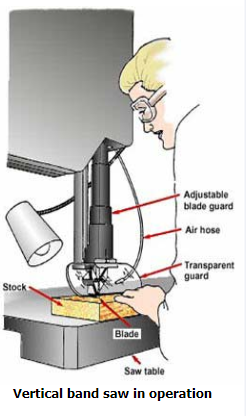 Adjustable
blade guard
Air hose
Transparent
guard
Stock
Blade
Saw table
Vertical band saw in operation